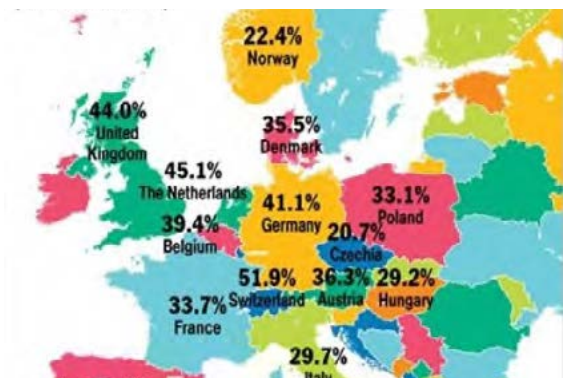 22.4%
Norway
44.0%
United
Kingdom
35.5%
Denmark
45.1%
The Netherlands
41.1%
Germany
33.1%
Poland
39.4%
Belgium
20.7%
Czechia
51.9%
Switzerland
36.3%
Austria
29.2%
Hungary
33.7%
France
29.7%
Italy